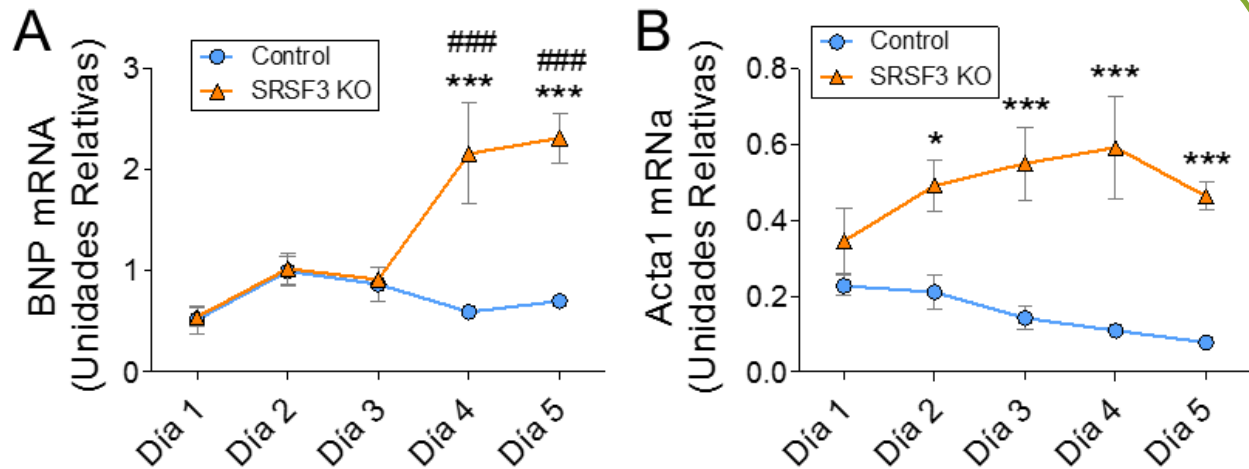 A
BNP mRNA
(Unidades Relativas)
Control
SRSF3 KO
###
***
###
***
3
2
1
0
Día 1
Día 2
Día 3
Día 4
Día 5
B
Acta1 mRNa
(Unidades Relativas)
Control
SRSF3 KO
*
***
***
***
0.8
0.6
0.4
0.2
0.0
Día 1
Día 2
Día 3
Día 4
Día 5